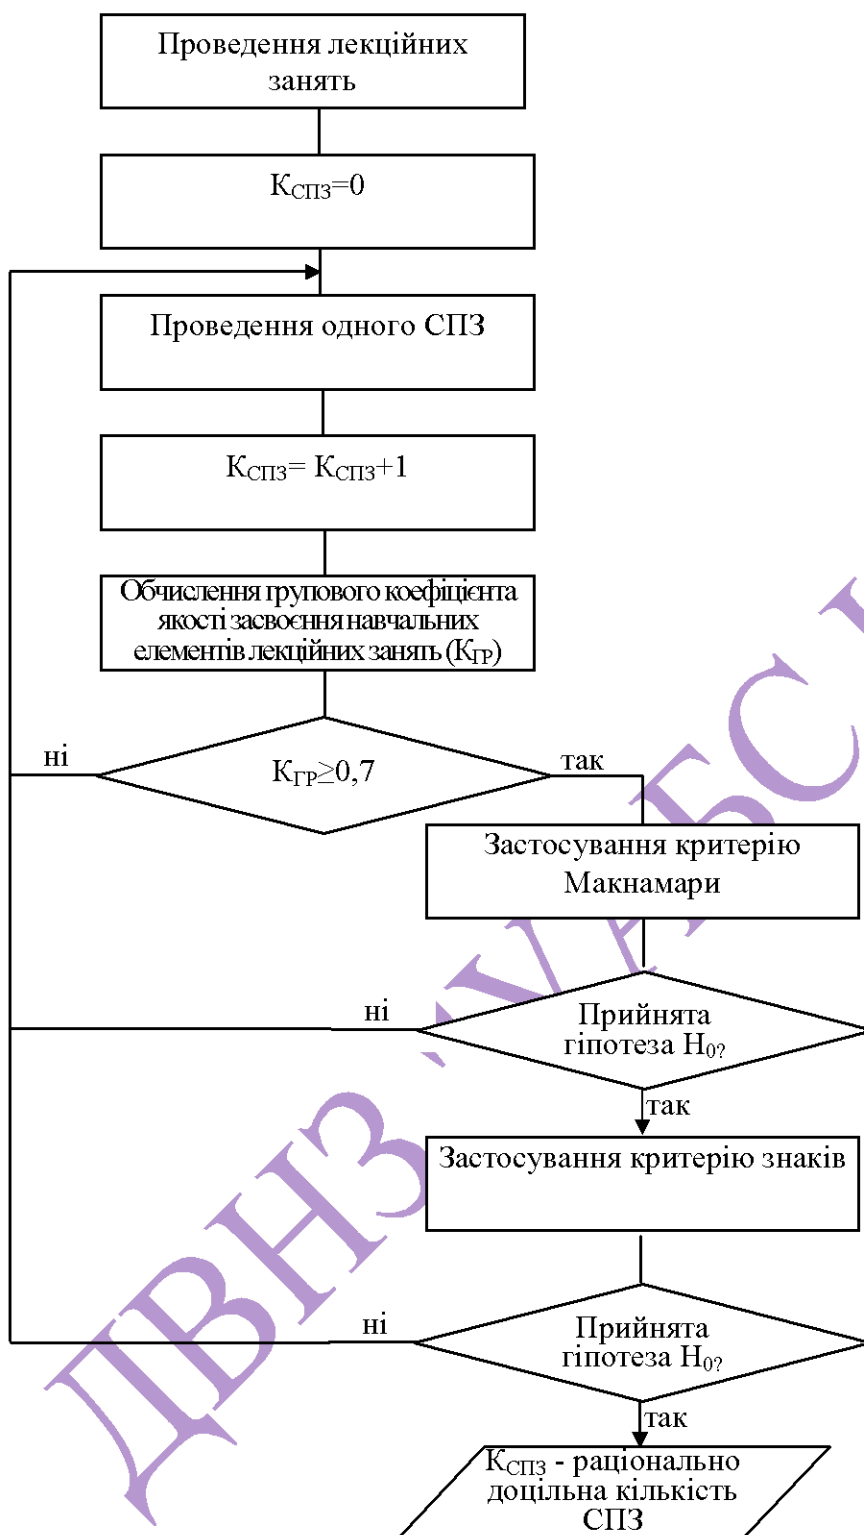 Проведення лекційних
занять
КСПЗ=0
Проведення одного СПЗ
КСПЗ= КСПЗ+1
Обчислення групового коефіцієнта
якості засвоєння навчальних
елементів лекційних занять (КГР)
ні
КГР≥0,7
так
Застосування критерію
Макнамари
ні
Прийнята
гіпотеза Н0?
так
Застосування критерію знаків
ні
Прийнята
гіпотеза Н0?
так
КСПЗ - раціонально
доцільна кількість
СПЗ
ДВНЗ